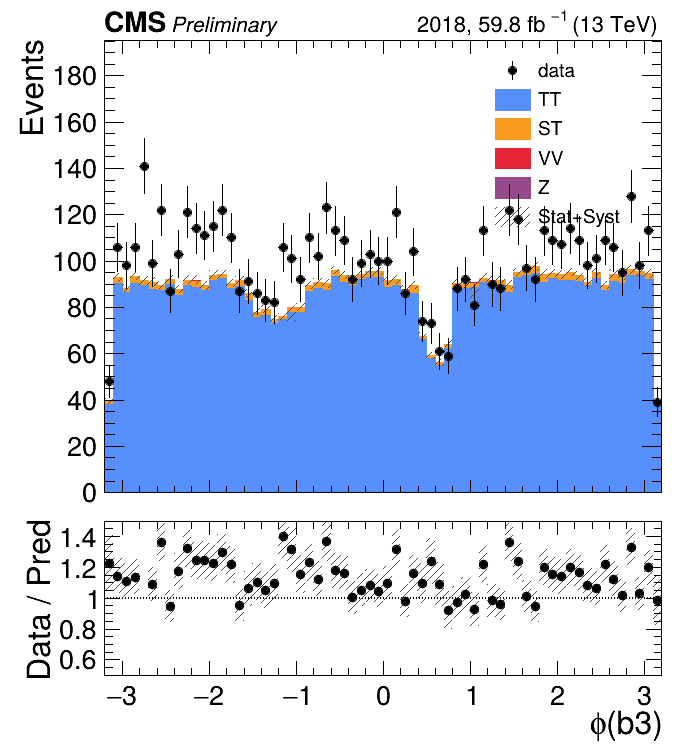 CMS Preliminary 2018, 59.8 fb⁻¹ (13 TeV)
Events
180
160
140
120
100
80
60
40
20
0
data
TT
ST
VV
Z
Stat+Syst
Data / Pred
1.4
1.2
1
0.8
0.6
−3 −2 −1 0 1 2 3
ϕ(b3)